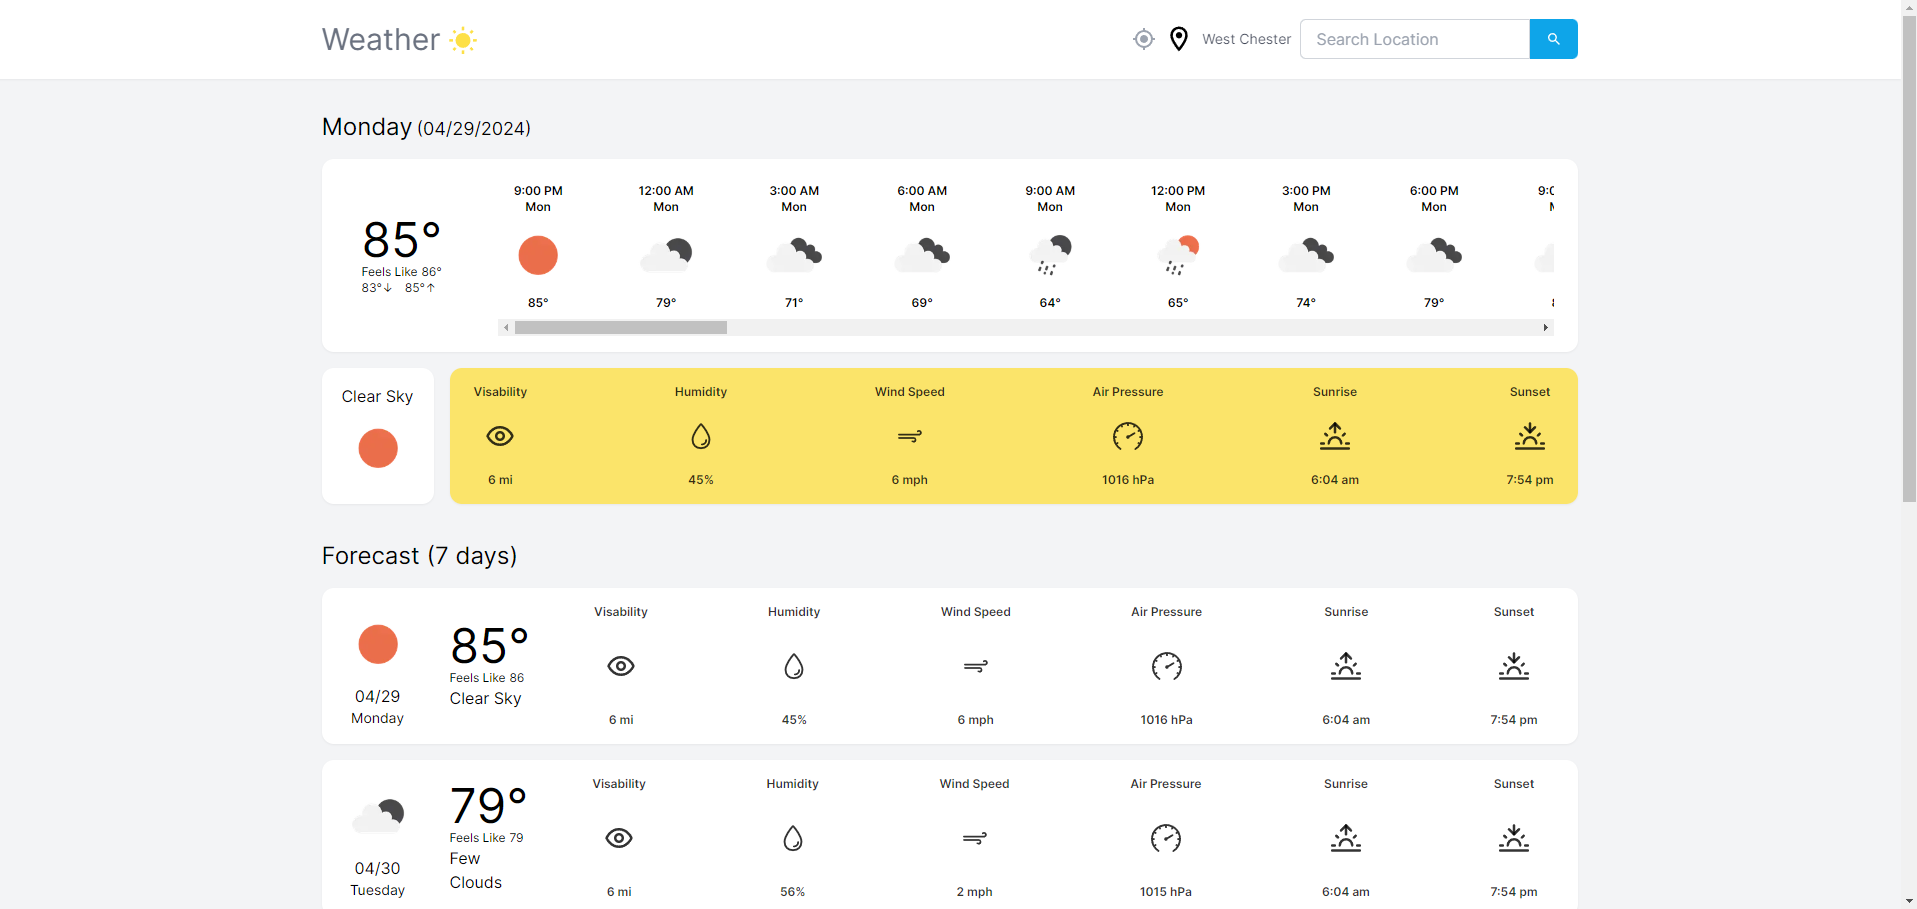 Weather
West Chester
Search Location
Monday (04/29/2024)
85°
Feels Like 86°
83°↓ 85°↑
9:00 PM 12:00 AM 3:00 AM 6:00 AM 9:00 AM 12:00 PM 3:00 PM 6:00 PM
Mon Mon Mon Mon Mon Mon Mon Mon
85° 79° 71° 69° 64° 65° 74° 79°
Clear Sky
Visability Humidity Wind Speed Air Pressure Sunrise Sunset
6 mi 45% 6 mph 1016 hPa 6:04 am 7:54 pm
Forecast (7 days)
04/29
Monday
85°
Feels Like 86
Clear Sky
Visability Humidity Wind Speed Air Pressure Sunrise Sunset
6 mi 45% 6 mph 1016 hPa 6:04 am 7:54 pm
04/30
Tuesday
79°
Feels Like 79
Few
Clouds
Visability Humidity Wind Speed Air Pressure Sunrise Sunset
6 mi 56% 2 mph 1015 hPa 6:04 am 7:54 pm